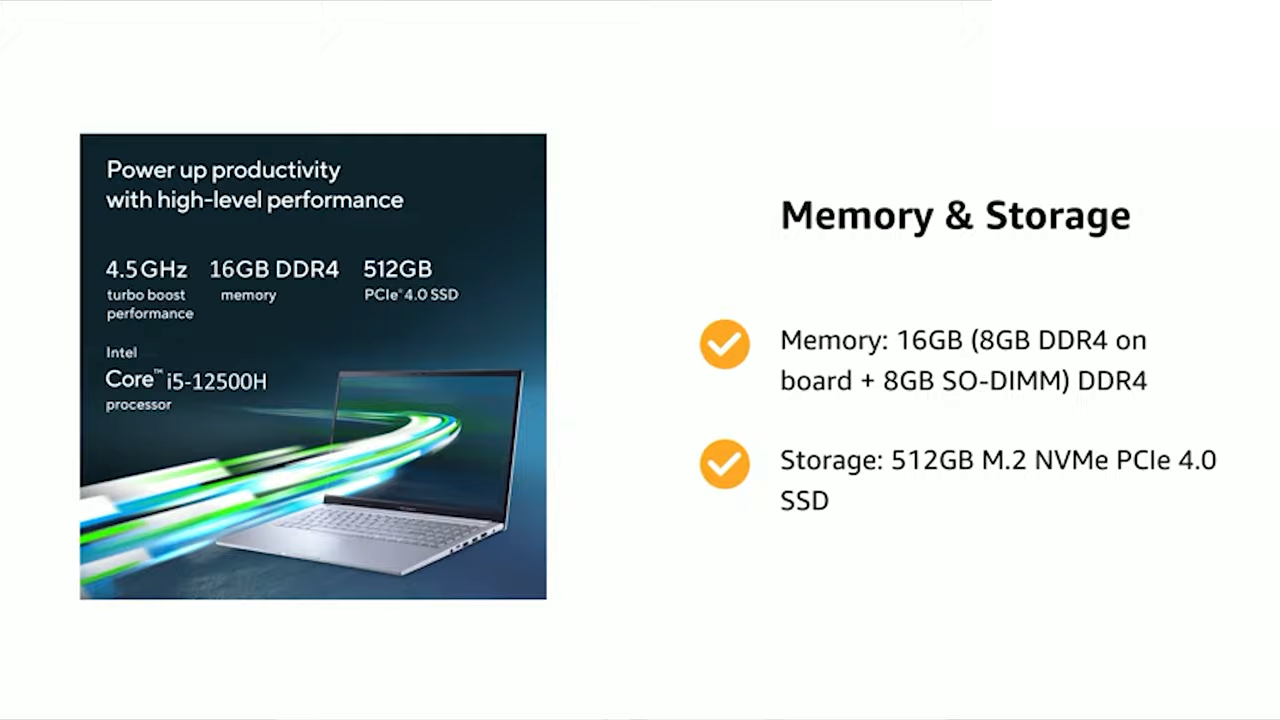 Power up productivity
with high-level performance
4.5GHz 16GB DDR4 512GB
turbo boost memory PCIe® 4.0 SSD
performance
Intel
Core™ i5-12500H
processor
Memory & Storage
Memory: 16GB (8GB DDR4 on
board + 8GB SO-DIMM) DDR4
Storage: 512GB M.2 NVMe PCIe 4.0
SSD